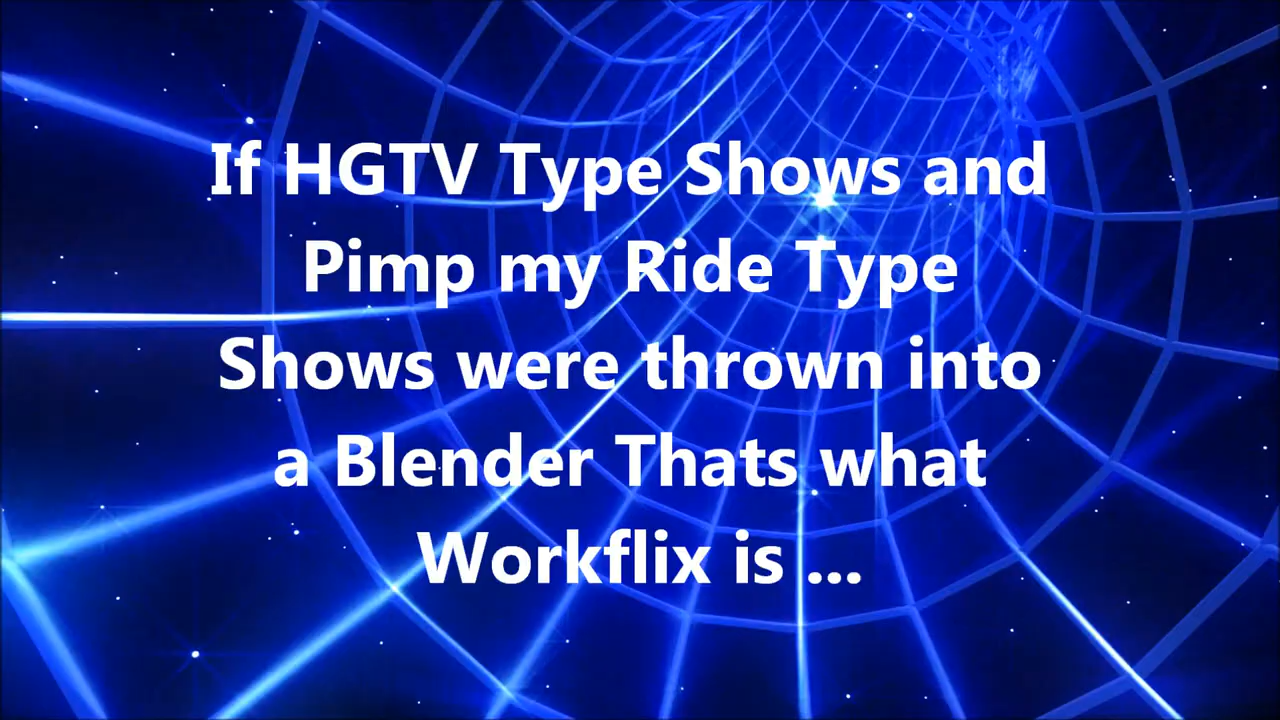 If HGTV Type Shows and
Pimp my Ride Type
Shows were thrown into
a Blender Thats what
Workflix is ...